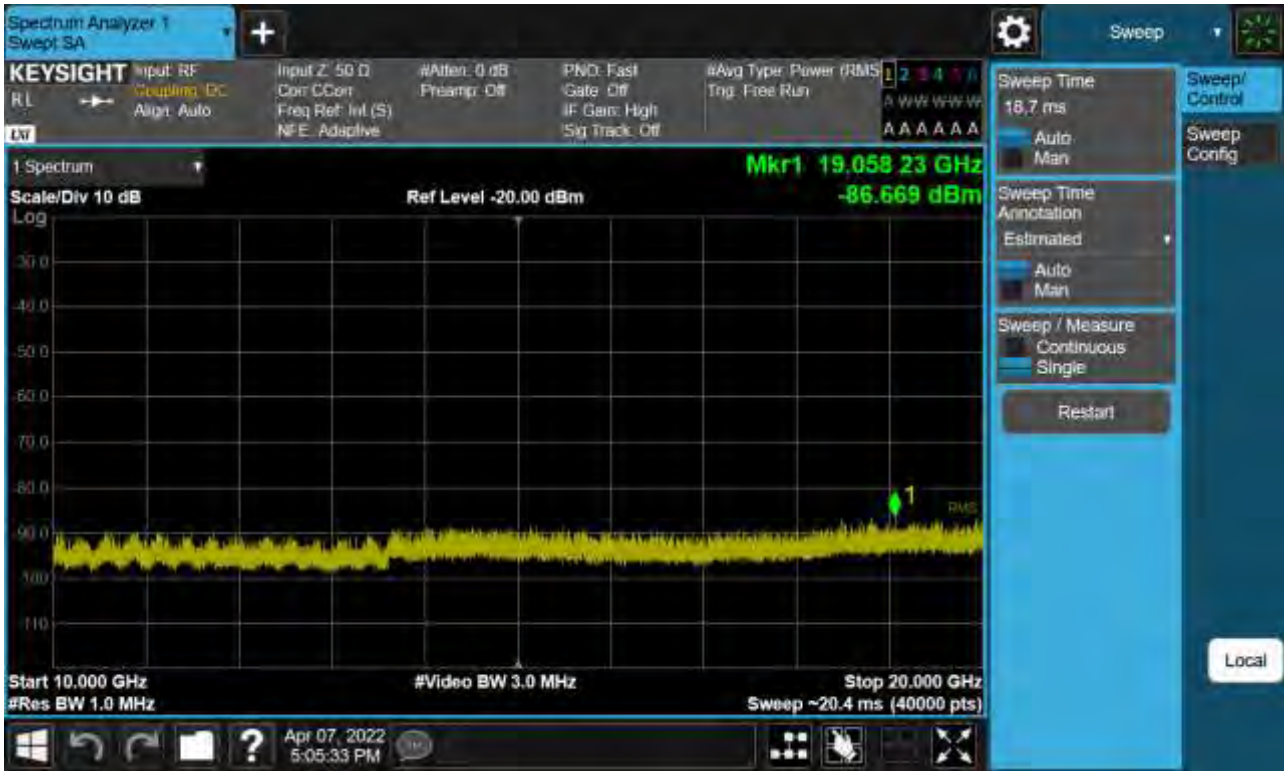 Spectrum Analyzer 1
Swept SA
+
Sweep
KEYSIGHT
RL
LXI
Input: RF
Coupling: DC
Align: Auto
Input Z: 50 Ω
Corr CCorr
Freq Ref: Int (S)
NFE: Adaptive
#Atten: 0 dB
Preamp: Off
PNO: Fast
Gate: Off
IF Gain: High
Sig Track: Off
#Avg Type: Power (RMS
Trig: Free Run
1 2 3 4 5 6
A W W W W W
A A A A A A
1 Spectrum
Scale/Div 10 dB
Ref Level -20.00 dBm
Mkr1 19.058 23 GHz
-86.669 dBm
Log
-30.0
-40.0
-50.0
-60.0
-70.0
-80.0
-90.0
-100
-110
1
RMS
Start 10.000 GHz
#Video BW 3.0 MHz
Stop 20.000 GHz
#Res BW 1.0 MHz
Sweep ~20.4 ms (40000 pts)
Sweep Time
18.7 ms
Auto
Man
Sweep Time
Annotation
Estimated
Auto
Man
Sweep / Measure
Continuous
Single
Restart
Sweep/
Control
Sweep
Config
Local
?
Apr 07, 2022
5:05:33 PM